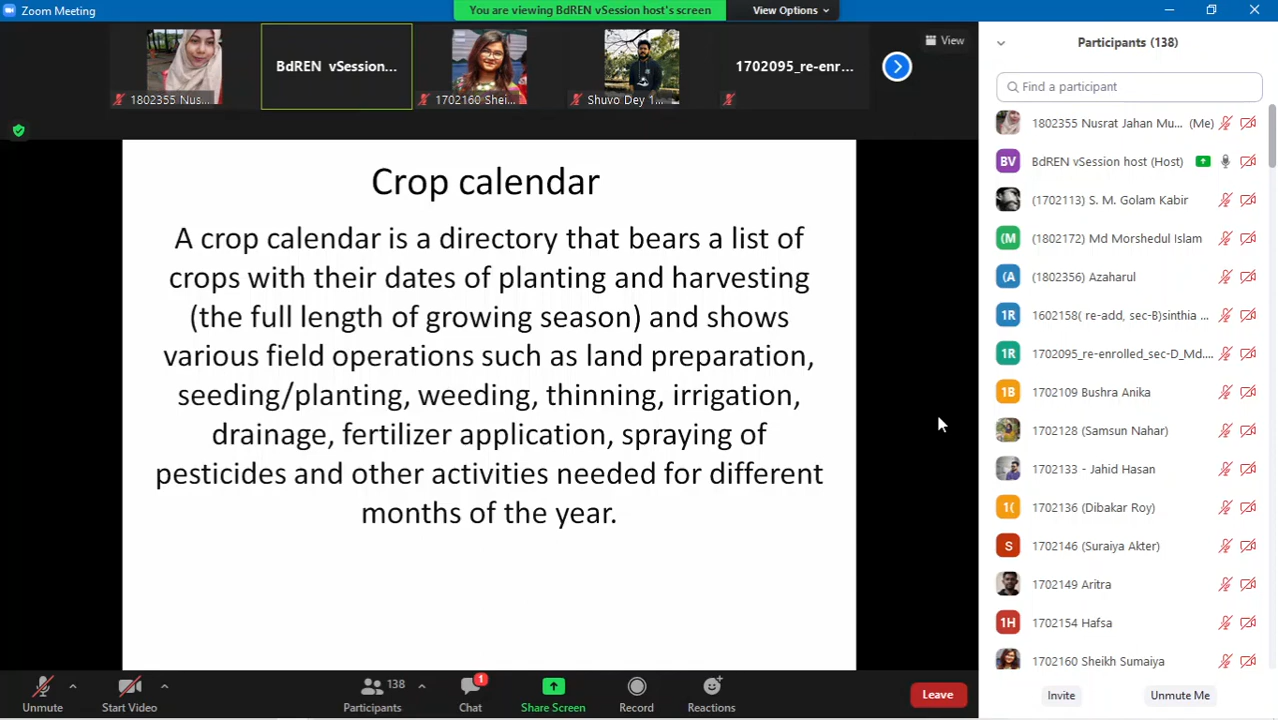 Zoom Meeting
You are viewing BdREN vSession host's screen
View Options
View
1802355 Nus...
BdREN vSession...
1702160 Shei...
Shuvo Dey 1...
1702095_re-enr...
Crop calendar
A crop calendar is a directory that bears a list of
crops with their dates of planting and harvesting
(the full length of growing season) and shows
various field operations such as land preparation,
seeding/planting, weeding, thinning, irrigation,
drainage, fertilizer application, spraying of
pesticides and other activities needed for different
months of the year.
Participants (138)
Find a participant
1802355 Nusrat Jahan Mu... (Me)
BV BdREN vSession host (Host)
(1702113) S. M. Golam Kabir
(M (1802172) Md Morshedul Islam
(A (1802356) Azaharul
1R 1602158( re-add, sec-B)sinthia ...
1R 1702095_re-enrolled_sec-D_Md....
1B 1702109 Bushra Anika
1702128 (Samsun Nahar)
1702133 - Jahid Hasan
1( 1702136 (Dibakar Roy)
S 1702146 (Suraiya Akter)
1702149 Aritra
1H 1702154 Hafsa
1702160 Sheikh Sumaiya
Invite
Unmute Me
Unmute
Start Video
138
Participants
1
Chat
Share Screen
Record
Reactions
Leave